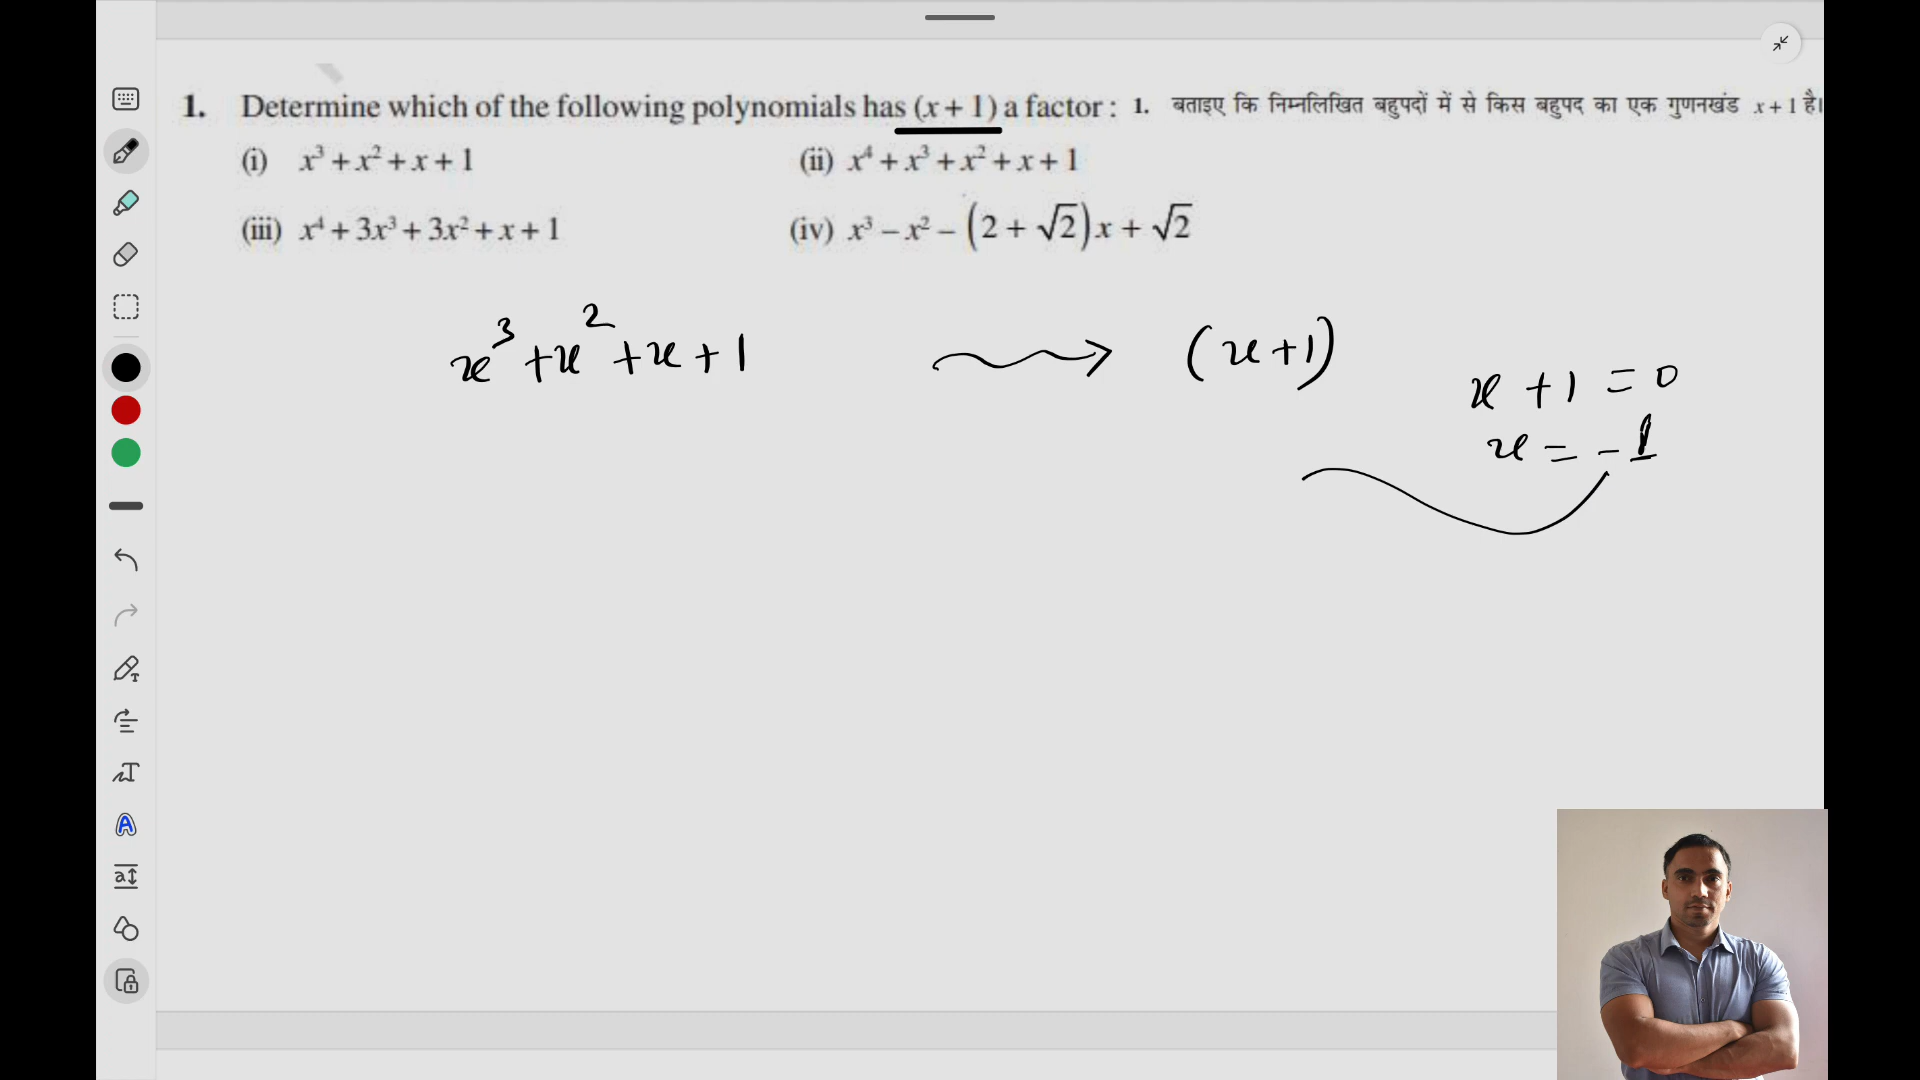 1. Determine which of the following polynomials has (x + 1) a factor : 1. बताइए कि निम्नलिखित बहुपदों में से किस बहुपद का एक गुणनखंड x + 1 है।
(i) x³ + x² + x + 1 (ii) x⁴ + x³ + x² + x + 1
(iii) x⁴ + 3x³ + 3x² + x + 1 (iv) x³ – x² – (2 + √2)x + √2
x³ + x² + x + 1 (x + 1)
x + 1 = 0
x = -1